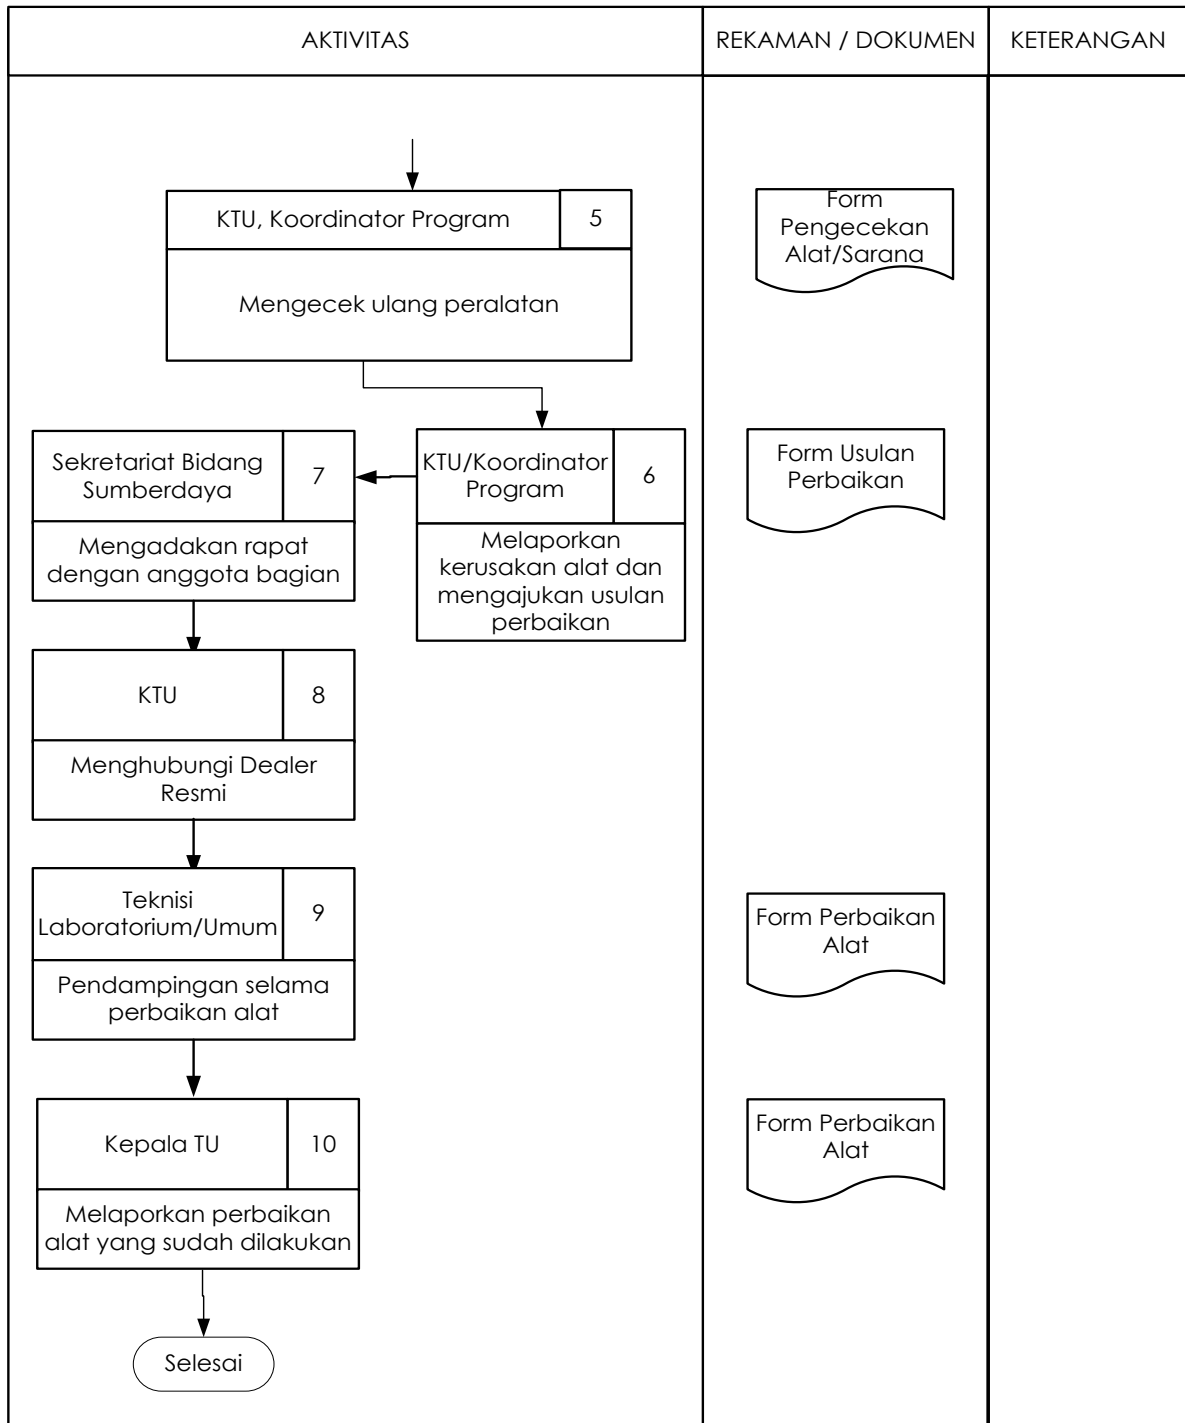 AKTIVITAS
REKAMAN / DOKUMEN
KETERANGAN
KTU, Koordinator Program
5
Mengecek ulang peralatan
Form
Pengecekan
Alat/Sarana
Sekretariat Bidang
Sumberdaya
7
Mengadakan rapat
dengan anggota bagian
KTU/Koordinator
Program
6
Melaporkan
kerusakan alat dan
mengajukan usulan
perbaikan
Form Usulan
Perbaikan
KTU
8
Menghubungi Dealer
Resmi
Teknisi
Laboratorium/Umum
9
Pendampingan selama
perbaikan alat
Form Perbaikan
Alat
Kepala TU
10
Melaporkan perbaikan
alat yang sudah dilakukan
Form Perbaikan
Alat
Selesai